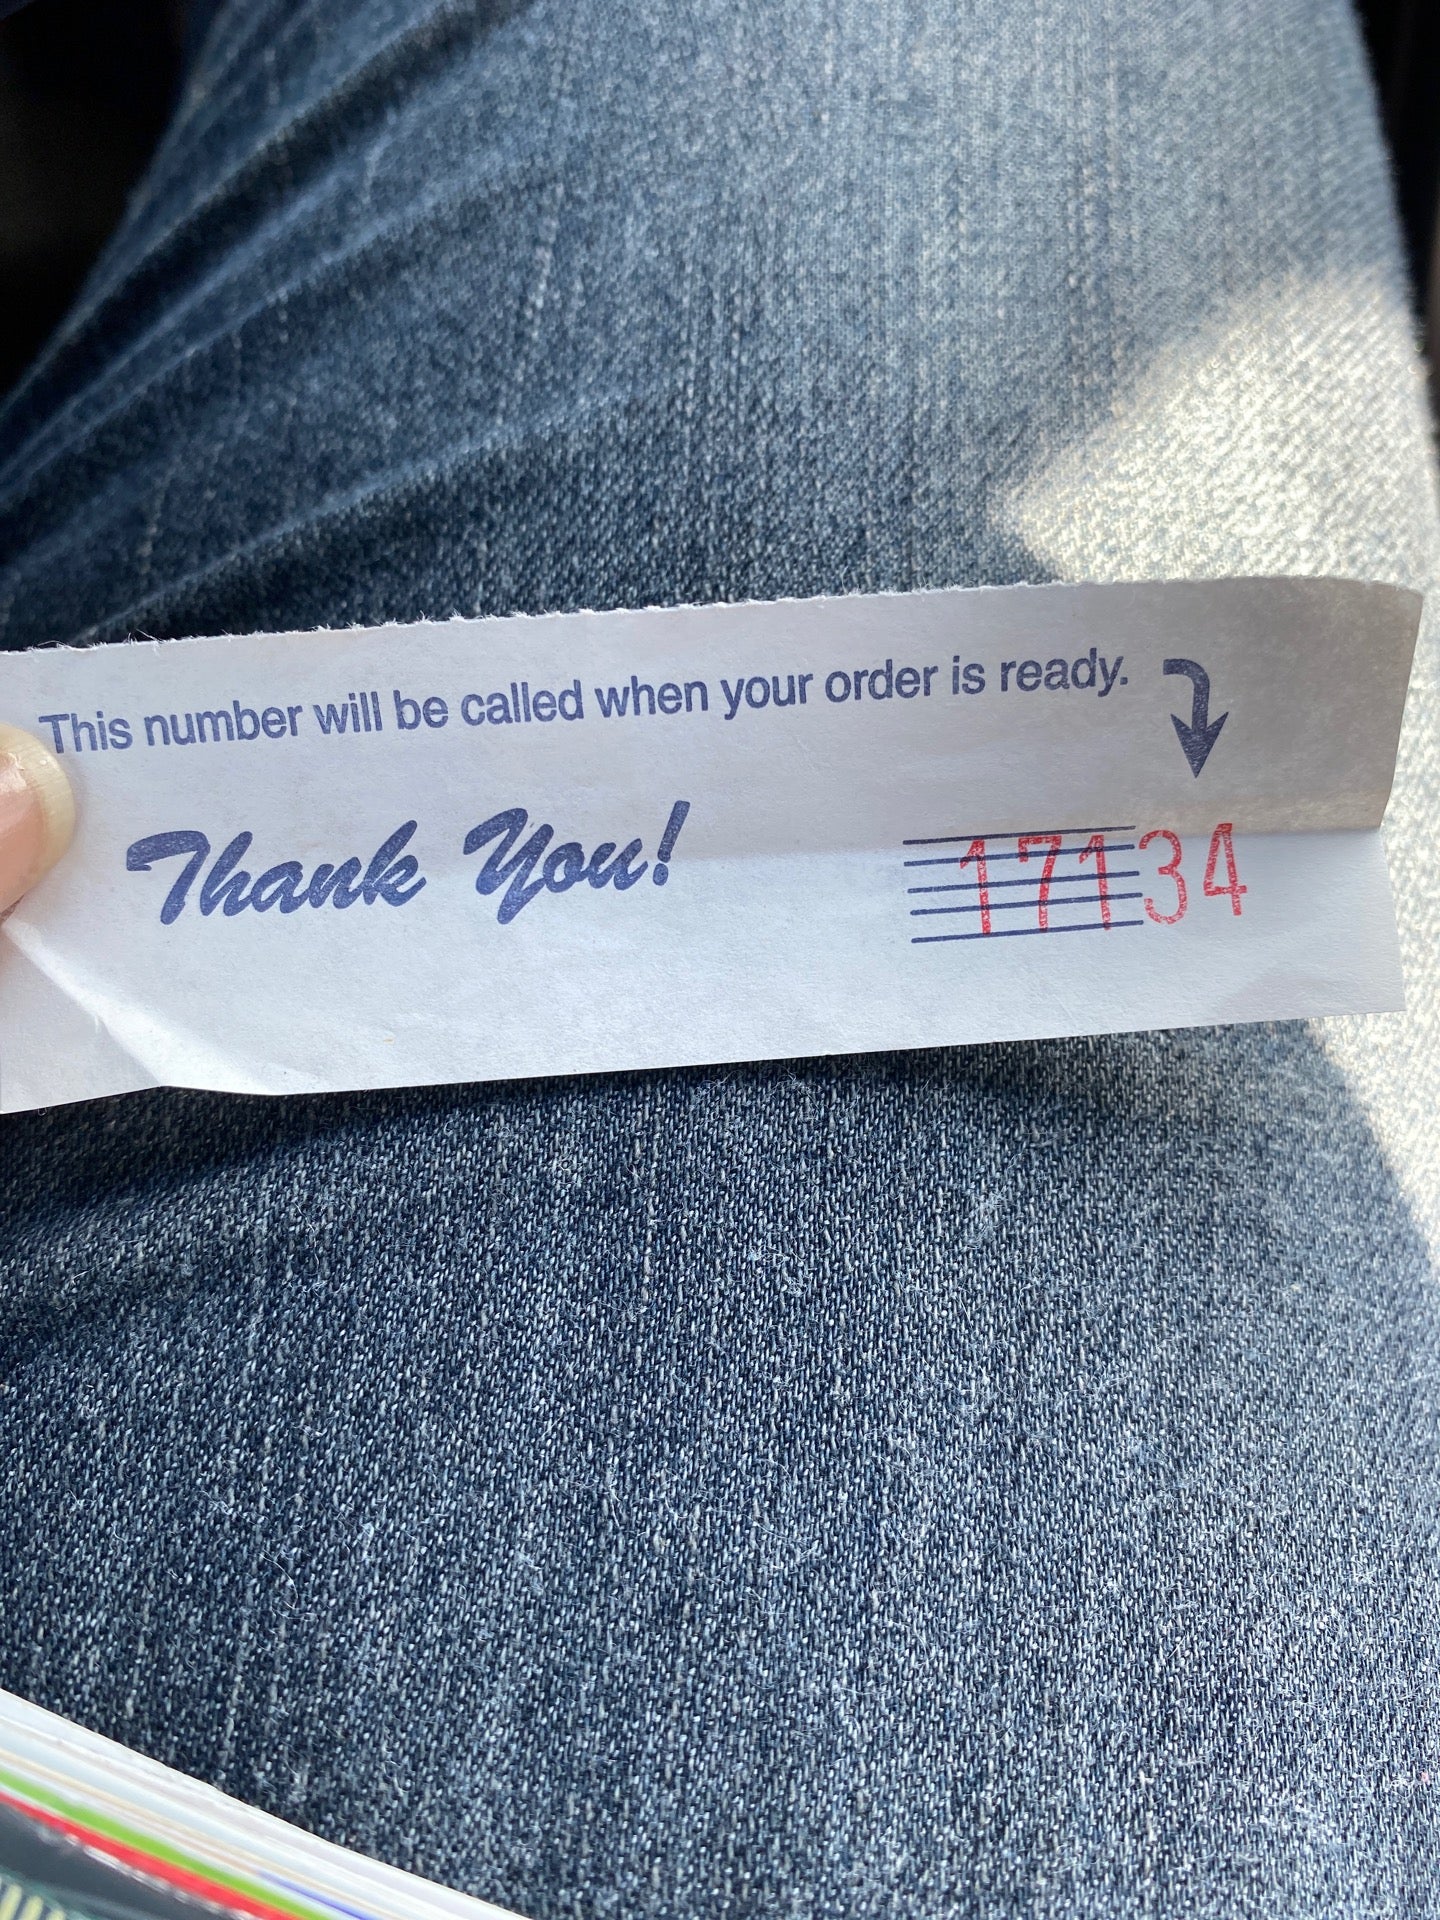 This number will be called when your order is ready.
Thank You!
17134